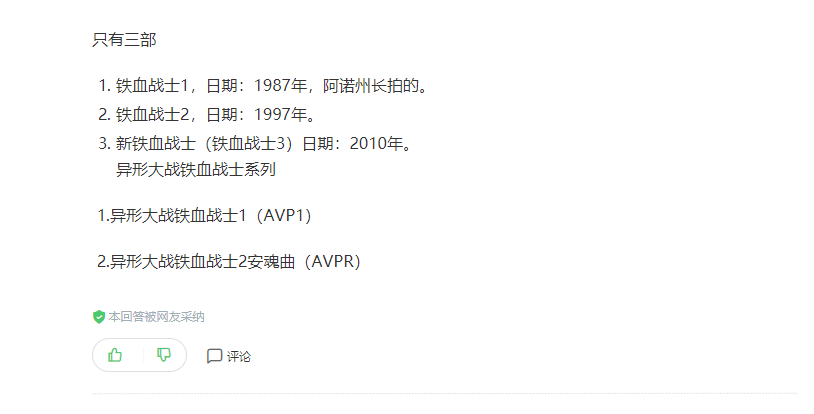 只有三部
1. 铁血战士1，日期：1987年，阿诺州长拍的。
2. 铁血战士2，日期：1997年。
3. 新铁血战士（铁血战士3）日期：2010年。
异形大战铁血战士系列
1.异形大战铁血战士1（AVP1）
2.异形大战铁血战士2安魂曲（AVPR）
本回答被网友采纳
评论